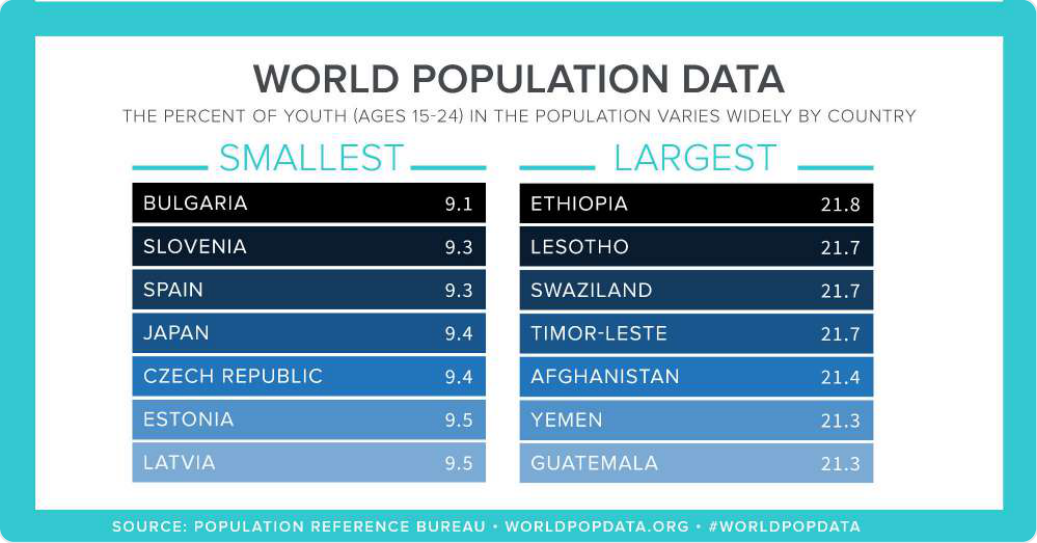 WORLD POPULATION DATA
THE PERCENT OF YOUTH (AGES 15-24) IN THE POPULATION VARIES WIDELY BY COUNTRY
SMALLEST
BULGARIA 9.1
SLOVENIA 9.3
SPAIN 9.3
JAPAN 9.4
CZECH REPUBLIC 9.4
ESTONIA 9.5
LATVIA 9.5
LARGEST
ETHIOPIA 21.8
LESOTHO 21.7
SWAZILAND 21.7
TIMOR-LESTE 21.7
AFGHANISTAN 21.4
YEMEN 21.3
GUATEMALA 21.3
SOURCE: POPULATION REFERENCE BUREAU • WORLDPOPDATA.ORG • #WORLDPOPDATA